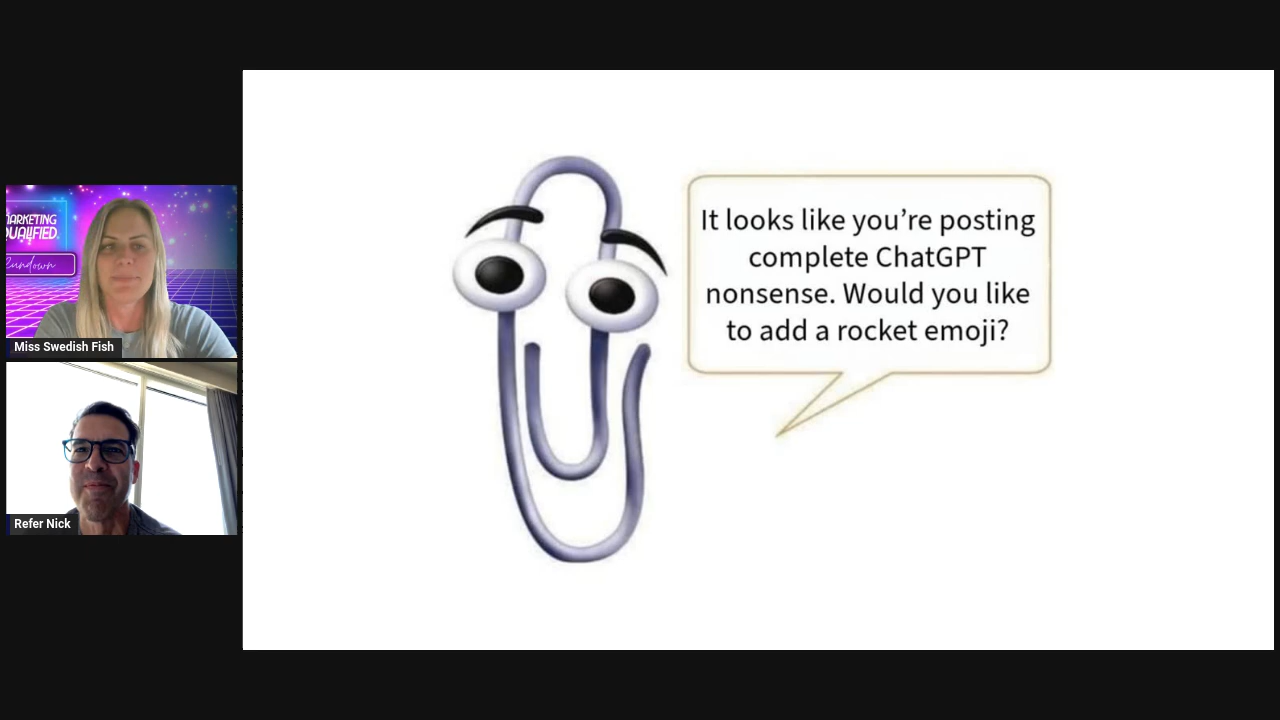 MARKETING
QUALIFIED.
Rundown
Miss Swedish Fish
Refer Nick
It looks like you’re posting
complete ChatGPT
nonsense. Would you like
to add a rocket emoji?